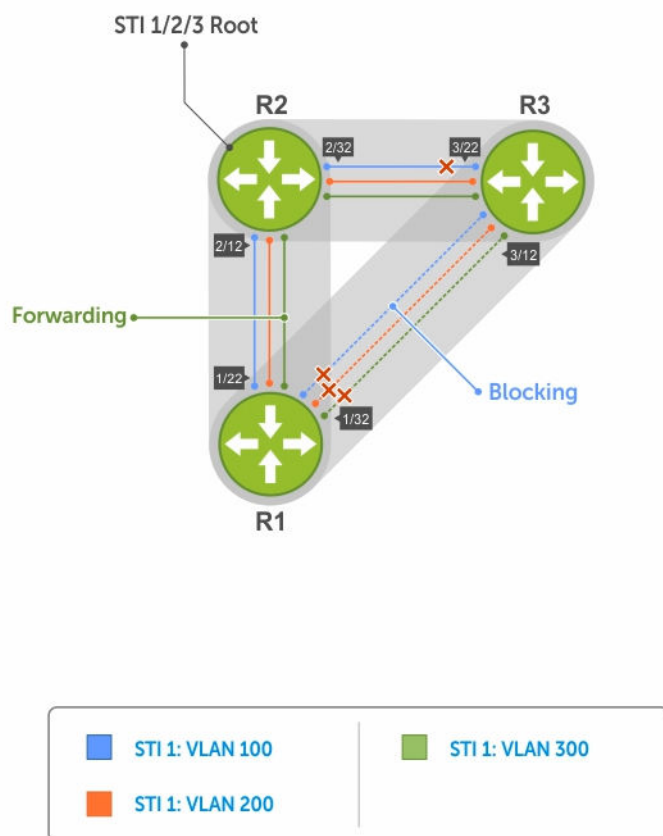 STI 1/2/3 Root
R2
R3
2/32
3/22
2/12
3/12
Forwarding
1/22
Blocking
1/32
R1
STI 1: VLAN 100
STI 1: VLAN 300
STI 1: VLAN 200